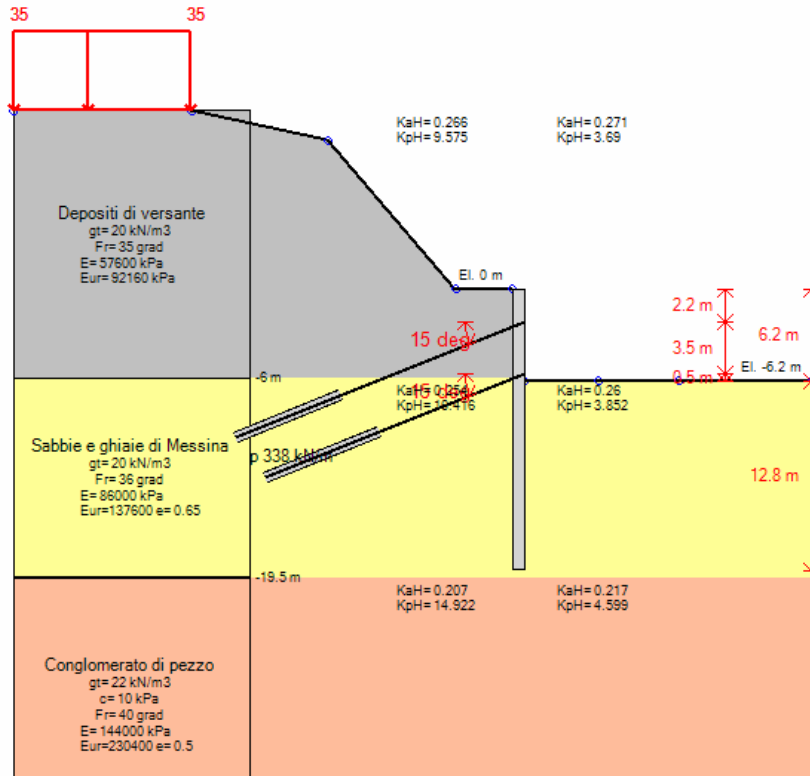 35
35
KaH= 0.266
KpH= 9.575
KaH= 0.271
KpH= 3.69
Depositi di versante
gt= 20 kN/m3
Fr= 35 grad
E= 57600 kPa
Eur= 92160 kPa
El. 0 m
2.2 m
6.2 m
15 deg
3.5 m
El. -6.2 m
0.5 m
-6 m
15 deg
KaH= 0.26
KpH= 3.852
Sabbie e ghiaie di Messina
gt= 20 kN/m3
Fr= 36 grad
E= 86000 kPa
Eur=137600 e= 0.65
p 338 kN/m
12.8 m
-19.5 m
KaH= 0.207
KpH= 14.922
KaH= 0.217
KpH= 4.599
Conglomerato di pezzo
gt= 22 kN/m3
c= 10 kPa
Fr= 40 grad
E= 144000 kPa
Eur=230400 e= 0.5